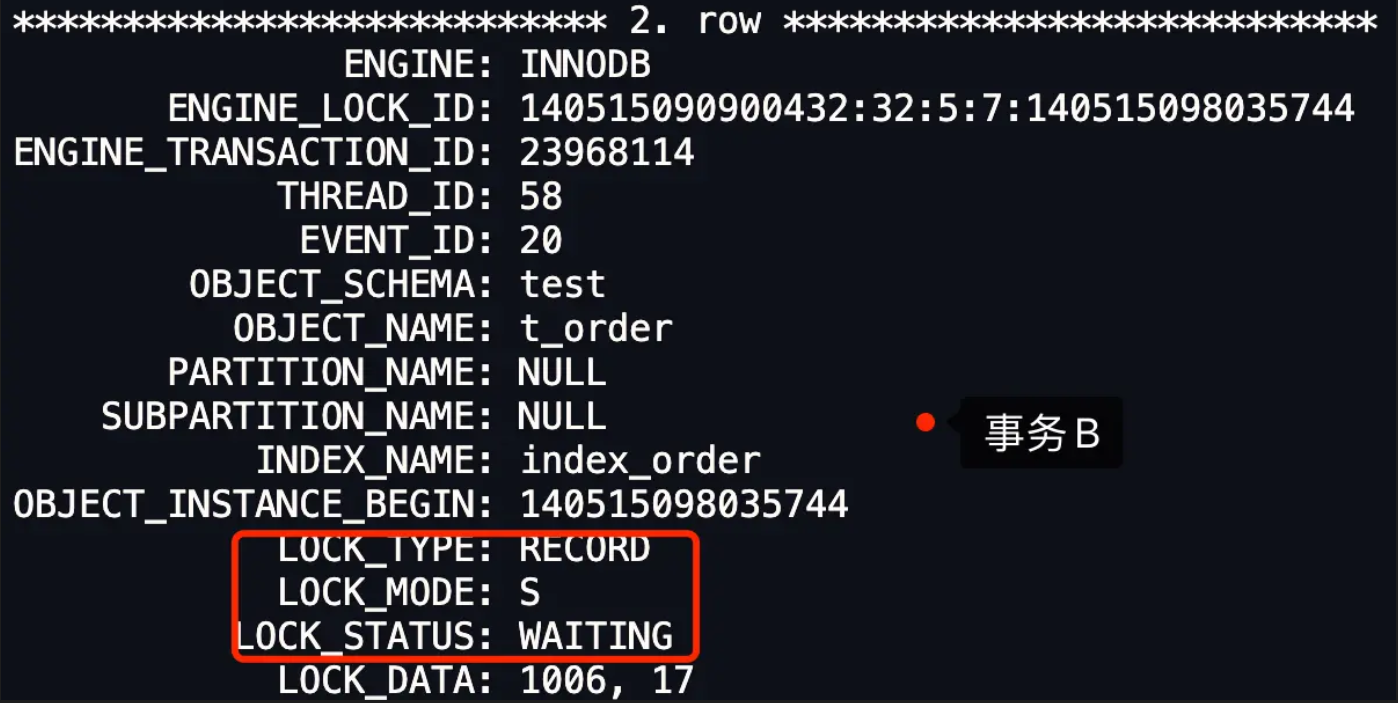 *************************** 2. row ***************************
ENGINE: INNODB
ENGINE_LOCK_ID: 140515090900432:32:5:7:140515098035744
ENGINE_TRANSACTION_ID: 23968114
THREAD_ID: 58
EVENT_ID: 20
OBJECT_SCHEMA: test
OBJECT_NAME: t_order
PARTITION_NAME: NULL
SUBPARTITION_NAME: NULL
事务B
INDEX_NAME: index_order
OBJECT_INSTANCE_BEGIN: 140515098035744
LOCK_TYPE: RECORD
LOCK_MODE: S
LOCK_STATUS: WAITING
LOCK_DATA: 1006, 17